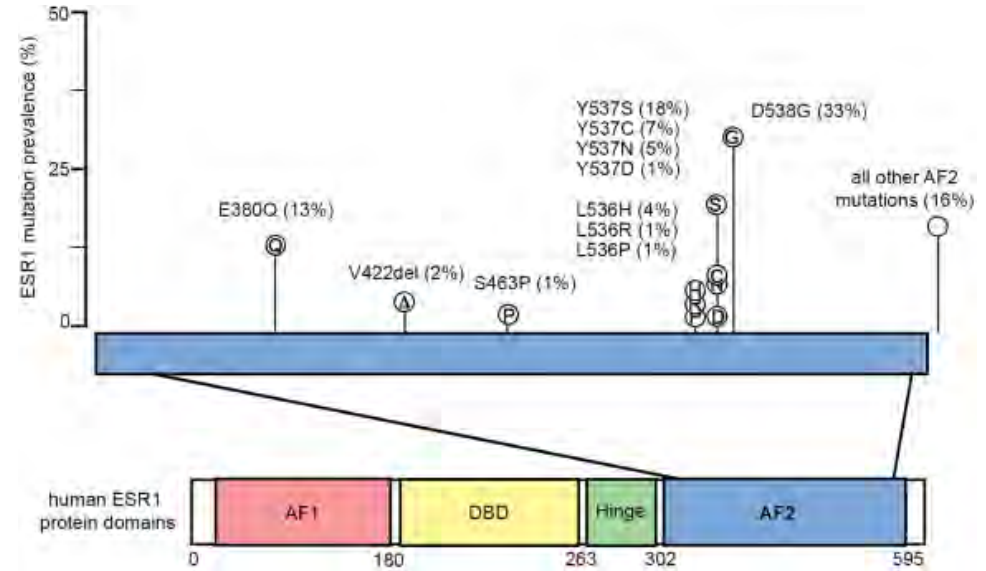 50
25
0
ESR1 mutation prevalence (%)
E380Q (13%)
Q
V422del (2%)
A
S463P (1%)
P
Y537S (18%)
Y537C (7%)
Y537N (5%)
Y537D (1%)
L536H (4%)
L536R (1%)
L536P (1%)
D538G (33%)
G
S
C
H
P
D
all other AF2
mutations (16%)
human ESR1
protein domains
AF1
DBD
Hinge
AF2
0
180
263
302
595